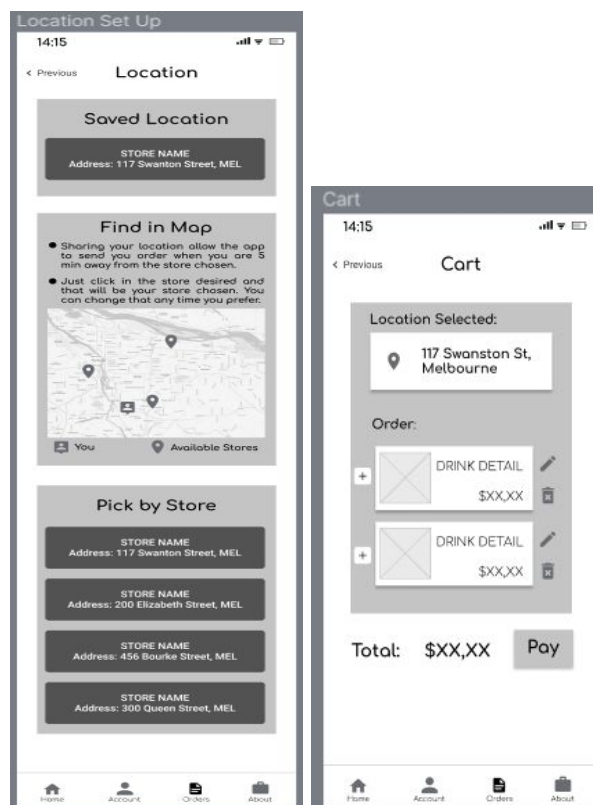 Location Set Up
14:15
< Previous
Location
Saved Location
STORE NAME
Address: 117 Swanton Street, MEL
Find in Map
Sharing your location allow the app
to send you order when you are 5
min away from the store chosen.
Just click in the store desired and
that will be your store chosen. You
can change that any time you prefer.
You
Available Stores
Pick by Store
STORE NAME
Address: 117 Swanton Street, MEL
STORE NAME
Address: 200 Elizabeth Street, MEL
STORE NAME
Address: 456 Bourke Street, MEL
STORE NAME
Address: 300 Queen Street, MEL
Home
Account
Orders
About
Cart
14:15
< Previous
Cart
Location Selected:
117 Swanston St,
Melbourne
Order:
+
DRINK DETAIL
$XX,XX
+
DRINK DETAIL
$XX,XX
Total:
$XX,XX
Pay
Home
Account
Orders
About